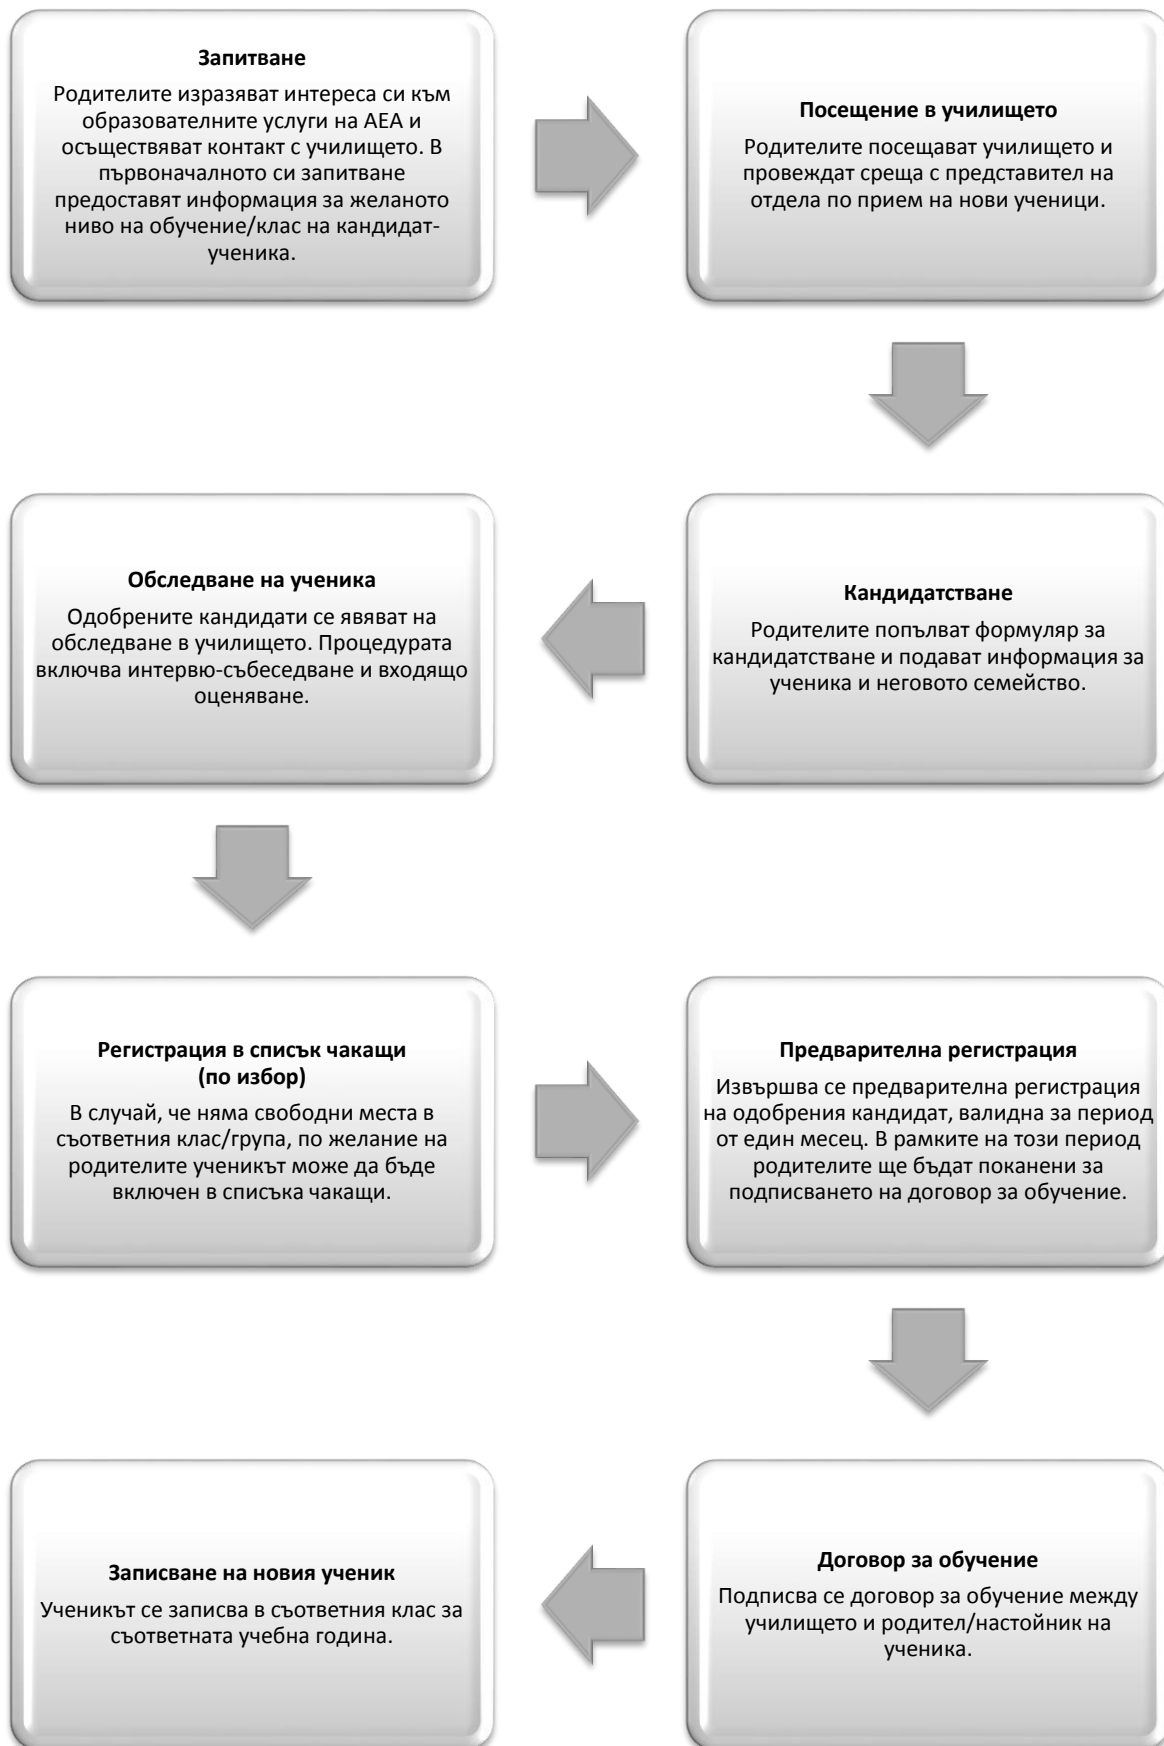 Запитване
Родителите изразяват интереса си към
образователните услуги на АЕА и
осъществяват контакт с училището. В
първоначалното си запитване
предоставят информация за желаното
ниво на обучение/клас на кандидат-
ученика.
Посещение в училището
Родителите посещават училището и
провеждат среща с представител на
отдела по прием на нови ученици.
Кандидатстване
Родителите попълват формуляр за
кандидатстване и подават информация за
ученика и неговото семейство.
Обследване на ученика
Одобрените кандидати се явяват на
обследване в училището. Процедурата
включва интервю-събеседване и входящо
оценяване.
Регистрация в списък чакащи
(по избор)
В случай, че няма свободни места в
съответния клас/група, по желание на
родителите ученикът може да бъде
включен в списъка чакащи.
Предварителна регистрация
Извършва се предварителна регистрация
на одобрения кандидат, валидна за период
от един месец. В рамките на този период
родителите ще бъдат поканени за
подписването на договор за обучение.
Договор за обучение
Подписва се договор за обучение между
училището и родител/настойник на
ученика.
Записване на новия ученик
Ученикът се записва в съответния клас за
съответната учебна година.